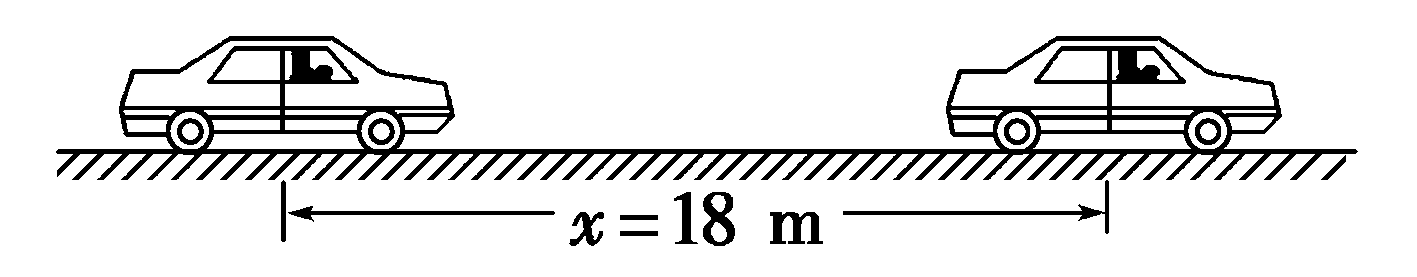 x = 18 m